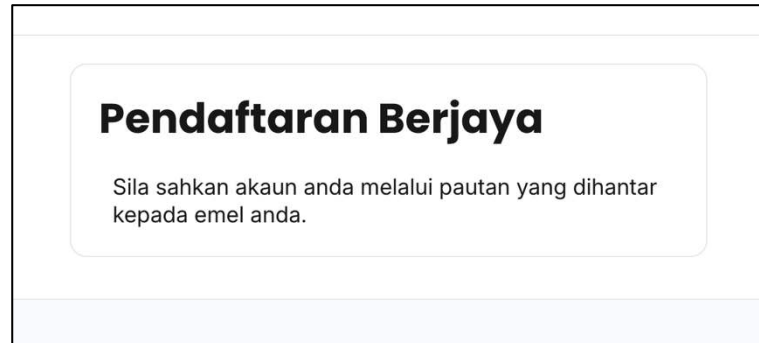 Pendaftaran Berjaya
Sila sahkan akaun anda melalui pautan yang dihantar
kepada emel anda.